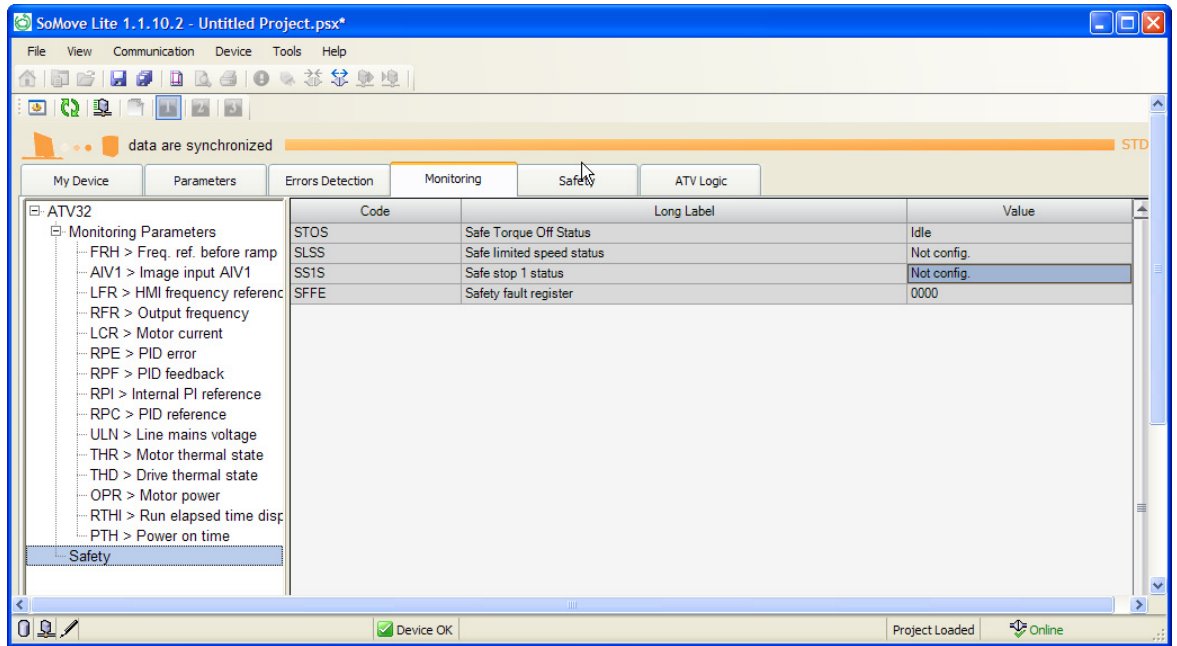 SoMove Lite 1.1.10.2 - Untitled Project.psx*
File View Communication Device Tools Help
1 2 3
data are synchronized STD
My Device Parameters Errors Detection Monitoring Safety ATV Logic
ATV32
Monitoring Parameters
FRH > Freq. ref. before ramp
AIV1 > Image input AIV1
LFR > HMI frequency referenc
RFR > Output frequency
LCR > Motor current
RPE > PID error
RPF > PID feedback
RPI > Internal PI reference
RPC > PID reference
ULN > Line mains voltage
THR > Motor thermal state
THD > Drive thermal state
OPR > Motor power
RTHI > Run elapsed time disp
PTH > Power on time
Safety
Code Long Label Value
STOS Safe Torque Off Status Idle
SLSS Safe limited speed status Not config.
SS1S Safe stop 1 status Not config.
SFFE Safety fault register 0000
Device OK Project Loaded Online